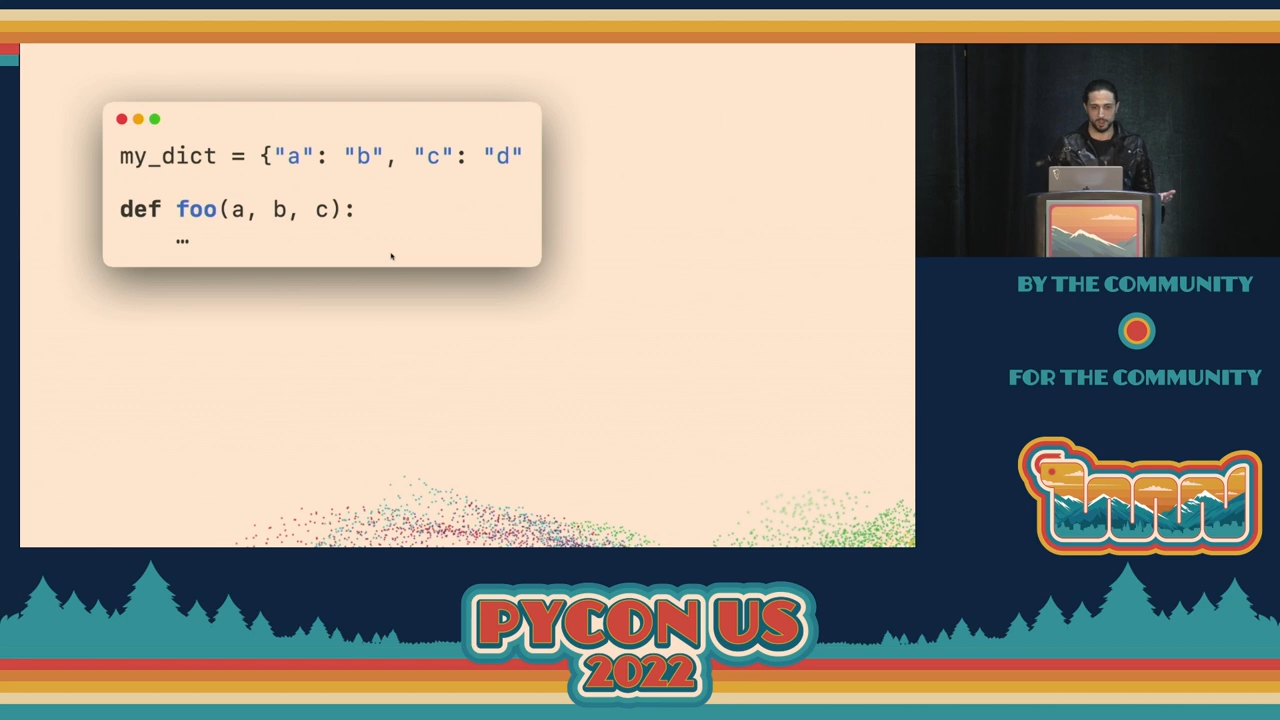 my_dict = {"a": "b", "c": "d"
def foo(a, b, c):
…
BY THE COMMUNITY
FOR THE COMMUNITY
PYCON US
2022